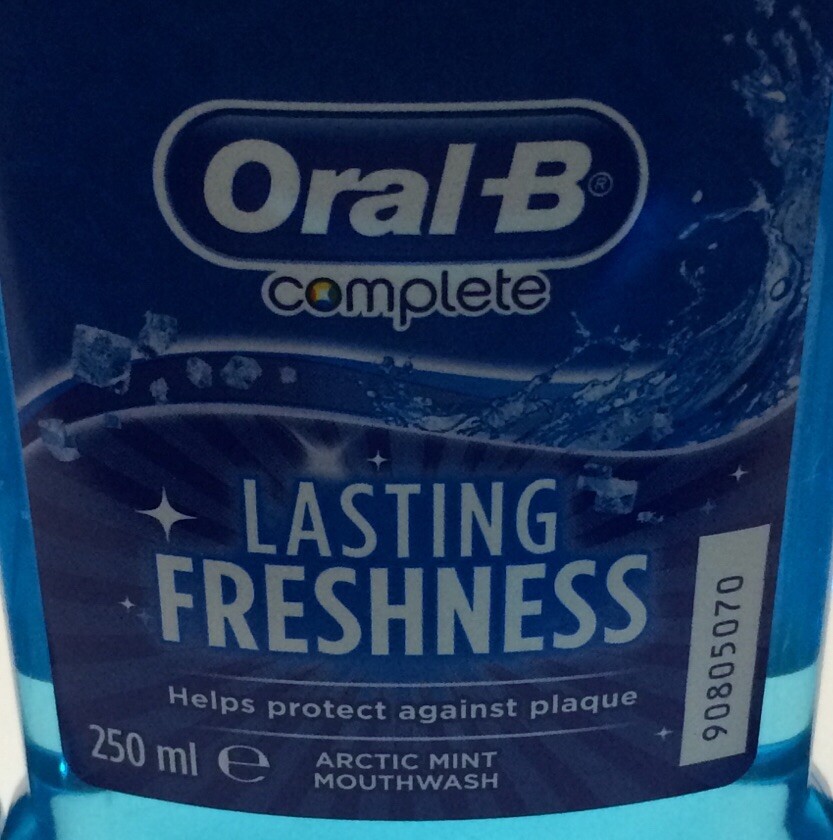 Oral-B®
complete
LASTING
FRESHNESS
Helps protect against plaque
250 ml ℮
ARCTIC MINT
MOUTHWASH
90805070